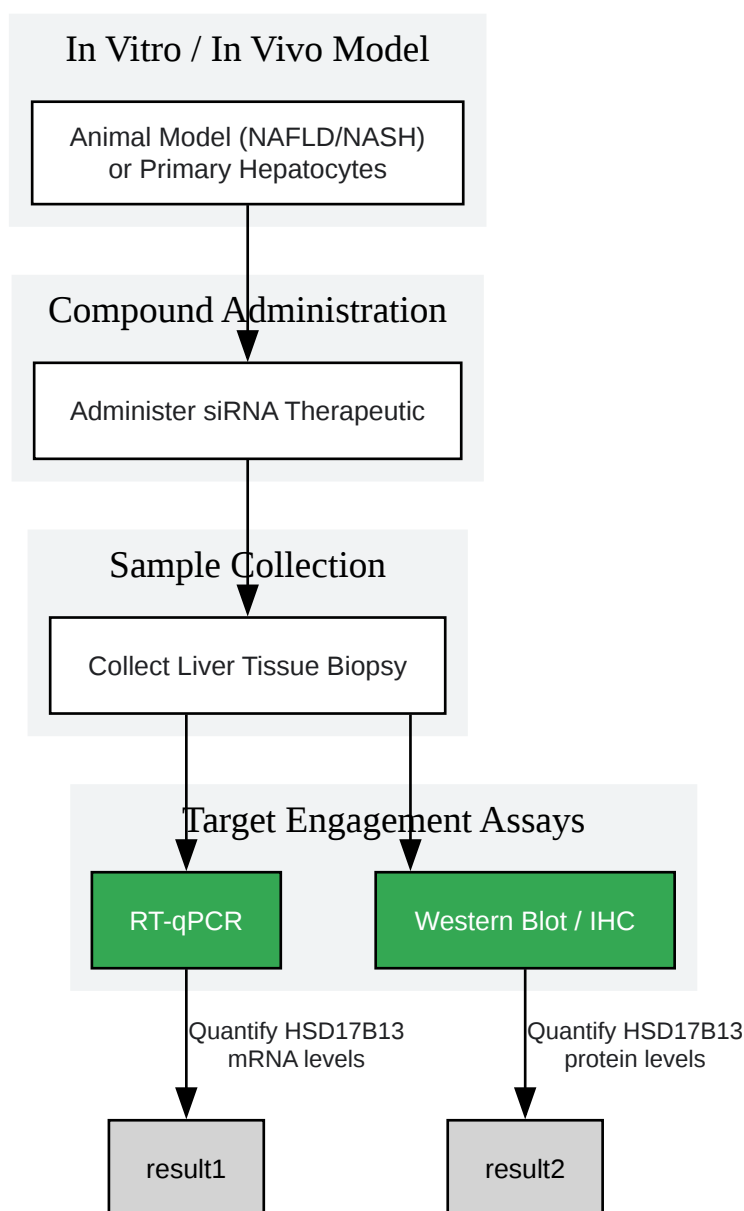 In Vitro / In Vivo Model
Animal Model (NAFLD/NASH)
or Primary Hepatocytes
Compound Administration
Administer siRNA Therapeutic
Sample Collection
Collect Liver Tissue Biopsy
Target Engagement Assays
RT-qPCR
Western Blot / IHC
Quantify HSD17B13
mRNA levels
Quantify HSD17B13
protein levels
result1
result2